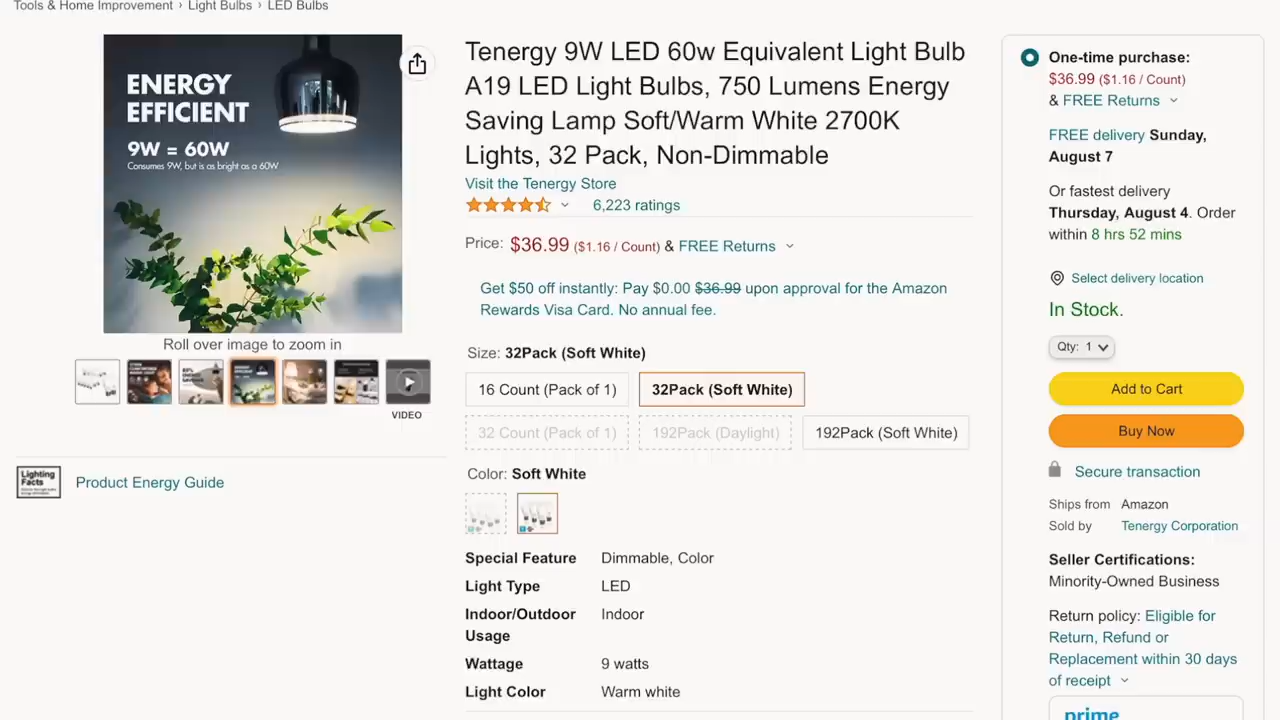 Tools & Home Improvement › Light Bulbs › LED Bulbs
ENERGY
EFFICIENT
9W = 60W
Consumes 9W, but is as bright as a 60W
Roll over image to zoom in
VIDEO
Lighting
Facts
Product Energy Guide
Tenergy 9W LED 60w Equivalent Light Bulb
A19 LED Light Bulbs, 750 Lumens Energy
Saving Lamp Soft/Warm White 2700K
Lights, 32 Pack, Non-Dimmable
Visit the Tenergy Store
6,223 ratings
Price: $36.99 ($1.16 / Count) & FREE Returns
Get $50 off instantly: Pay $0.00 $36.99 upon approval for the Amazon
Rewards Visa Card. No annual fee.
Size: 32Pack (Soft White)
16 Count (Pack of 1) 32Pack (Soft White)
32 Count (Pack of 1) 192Pack (Daylight) 192Pack (Soft White)
Color: Soft White
Special Feature Dimmable, Color
Light Type LED
Indoor/Outdoor Indoor
Usage
Wattage 9 watts
Light Color Warm white
One-time purchase:
$36.99 ($1.16 / Count)
& FREE Returns
FREE delivery Sunday,
August 7
Or fastest delivery
Thursday, August 4. Order
within 8 hrs 52 mins
Select delivery location
In Stock.
Qty: 1
Add to Cart
Buy Now
Secure transaction
Ships from Amazon
Sold by Tenergy Corporation
Seller Certifications:
Minority-Owned Business
Return policy: Eligible for
Return, Refund or
Replacement within 30 days
of receipt
prime